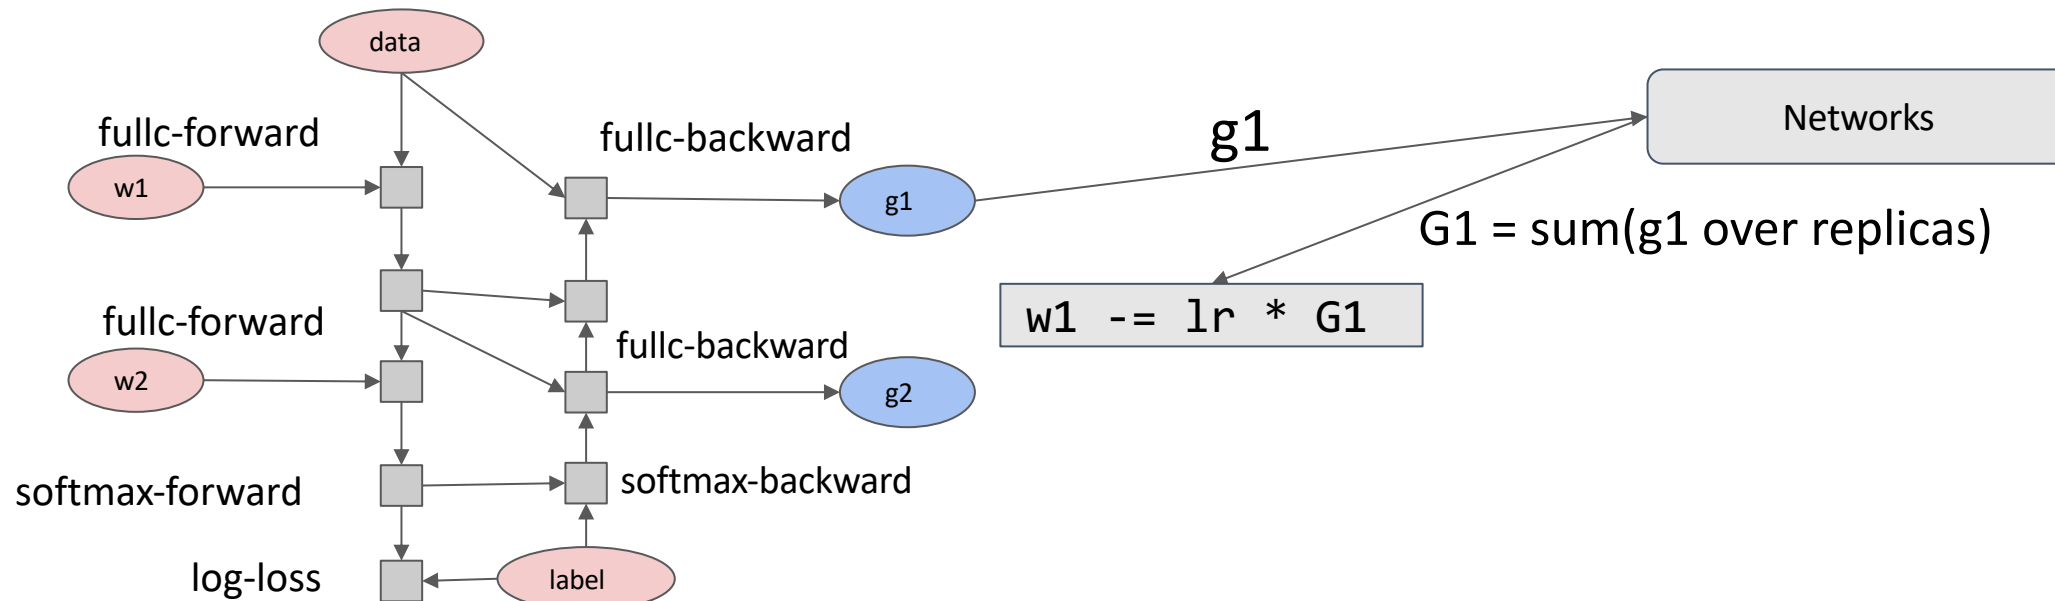 data
Networks
g1
fullc-forward
fullc-backward
w1
g1
G1 = sum(g1 over replicas)
w1 -= lr * G1
fullc-forward
fullc-backward
w2
g2
softmax-forward
softmax-backward
log-loss
label